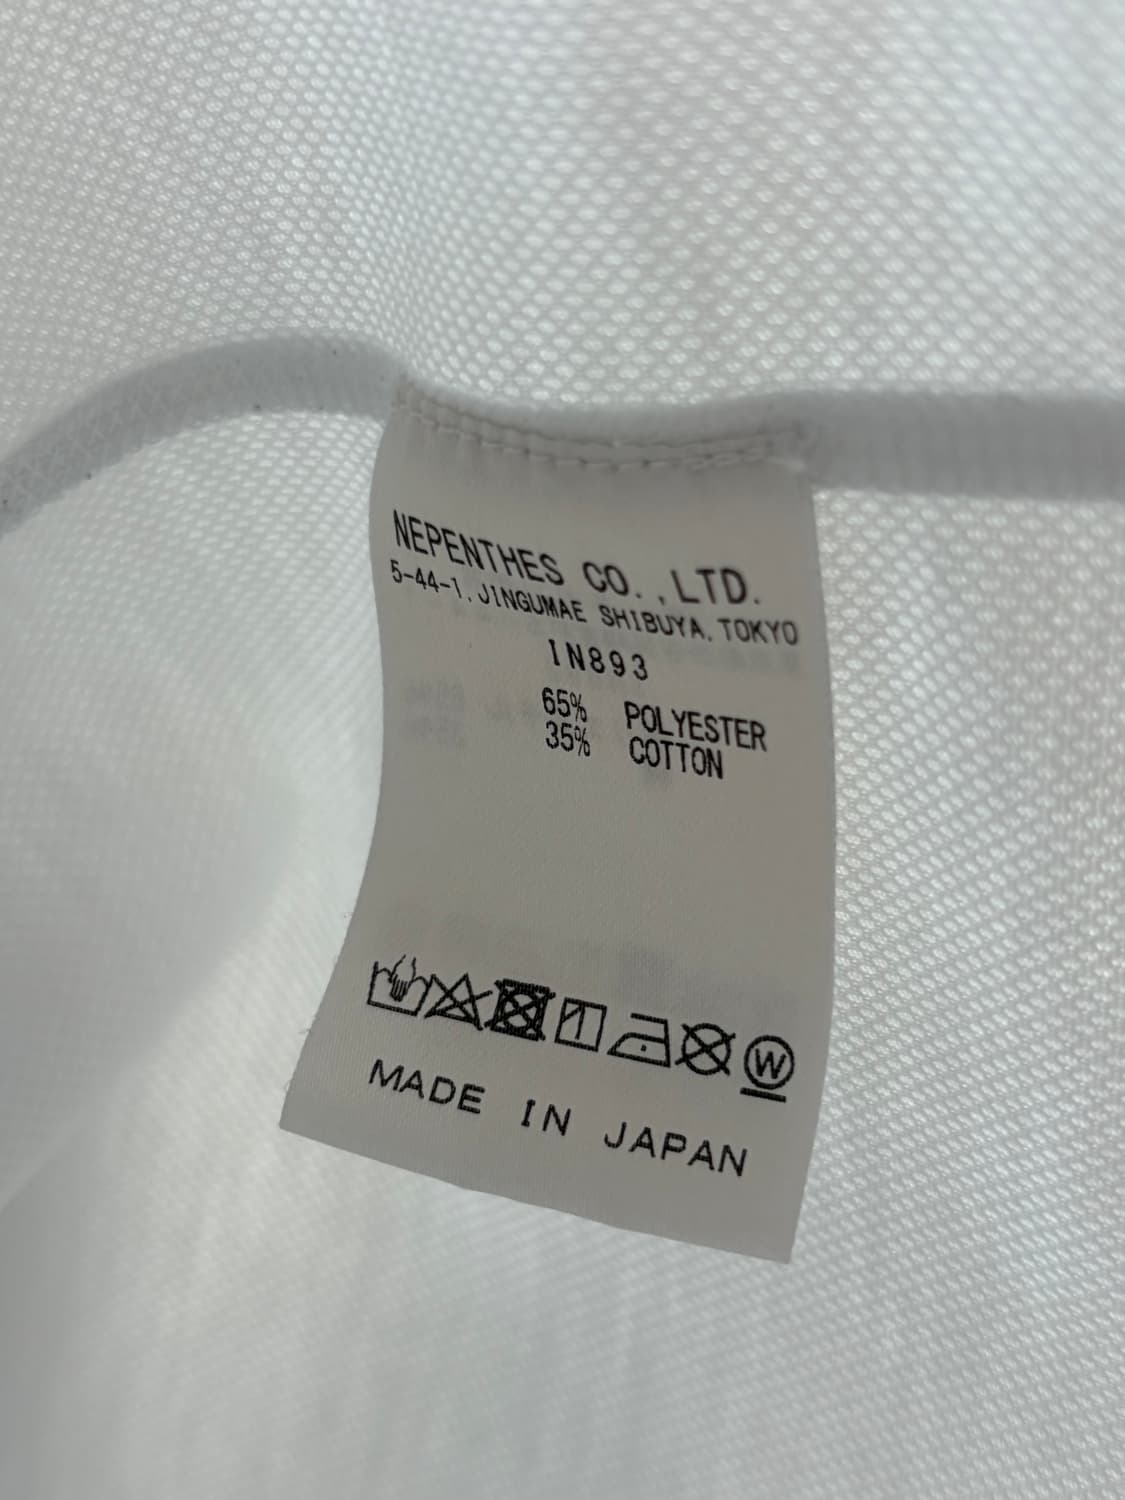 NEPENTHES CO.,LTD.
5-44-1, JINGUMAE SHIBUYA, TOKYO
IN893
65% POLYESTER
35% COTTON
W
MADE IN JAPAN